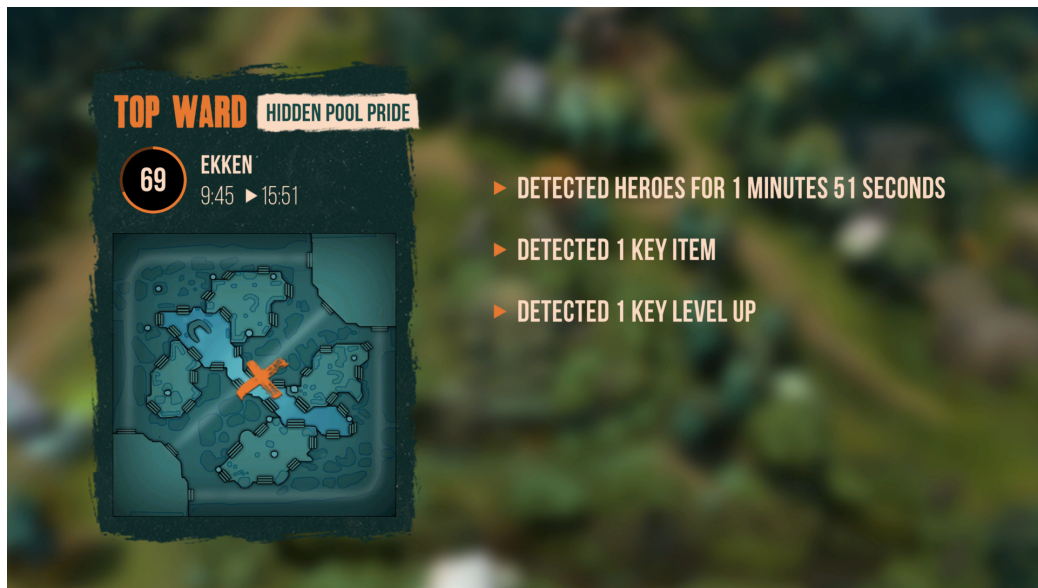 TOP WARD HIDDEN POOL PRIDE
69
EKKEN
9:45 ▶ 15:51
▶ DETECTED HEROES FOR 1 MINUTES 51 SECONDS
▶ DETECTED 1 KEY ITEM
▶ DETECTED 1 KEY LEVEL UP